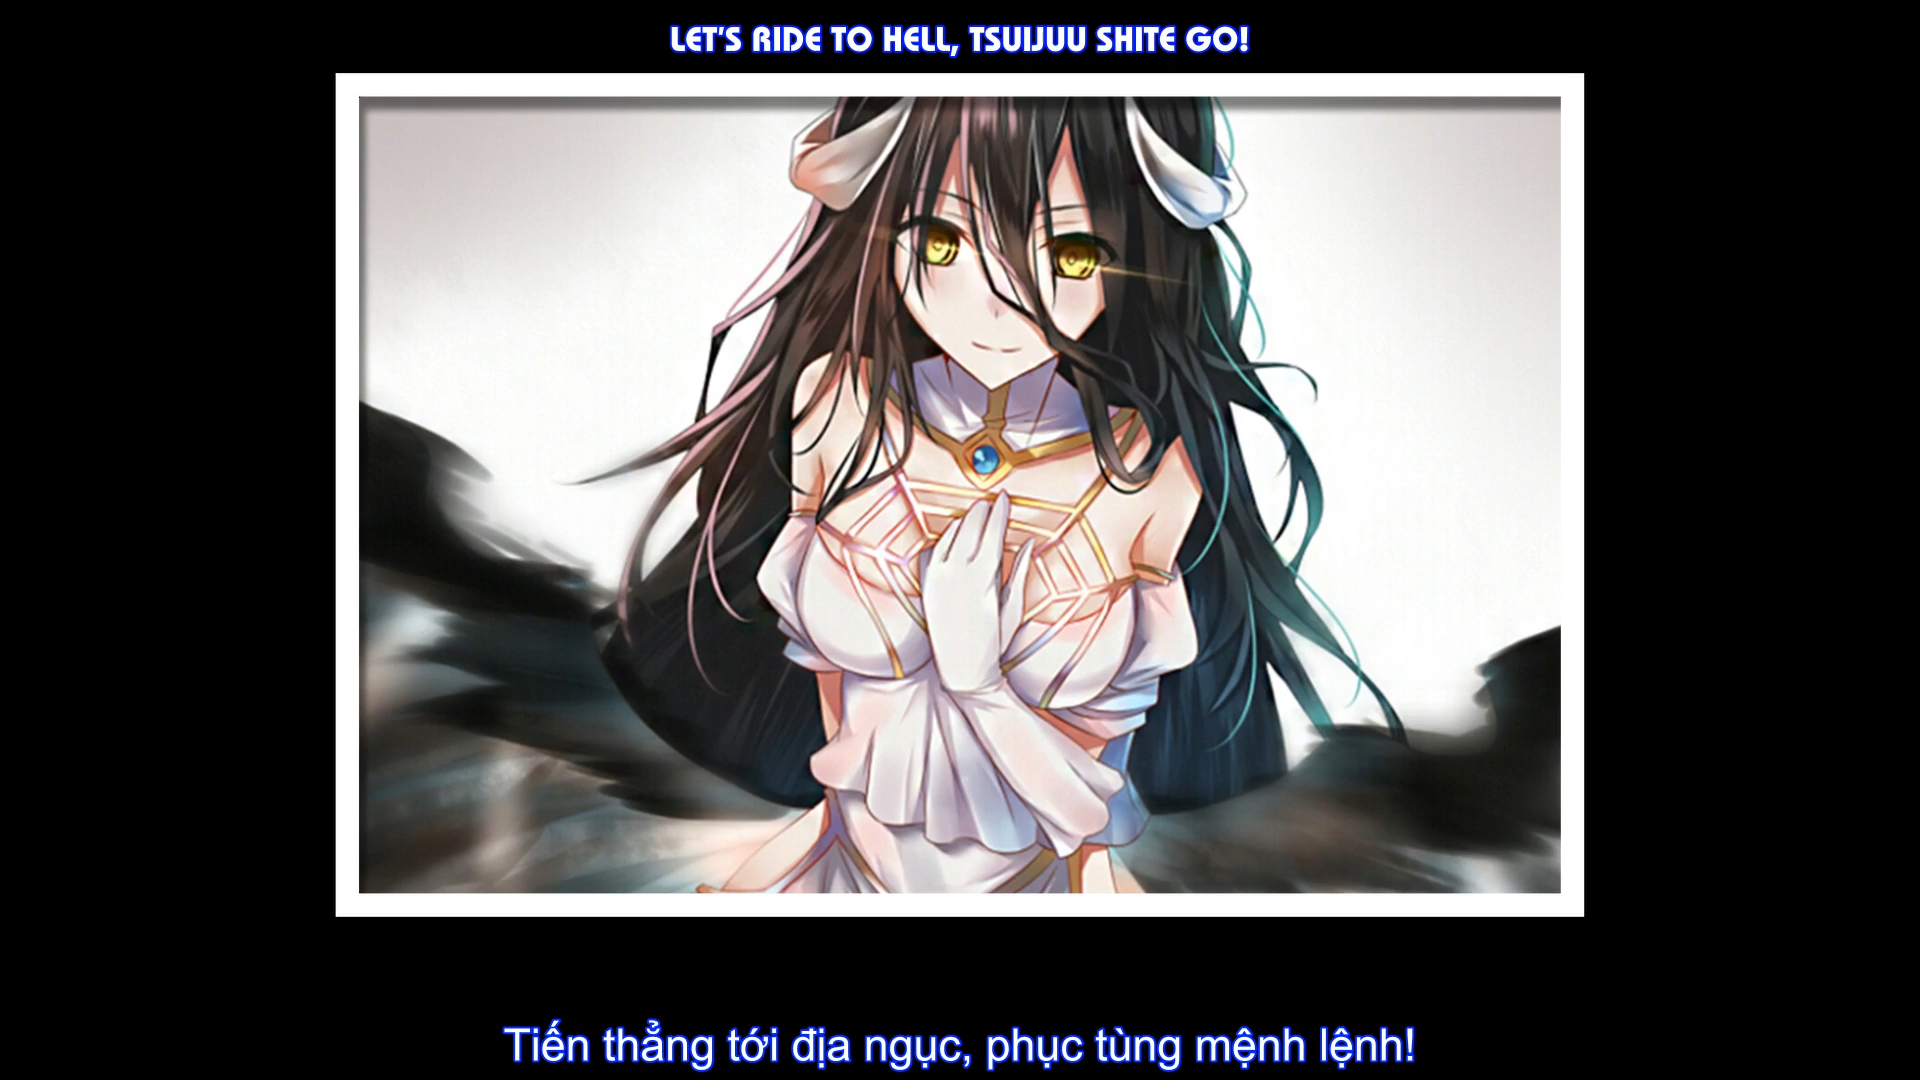 LET'S RIDE TO HELL, TSUIJUU SHITE GO!
Tiến thẳng tới địa ngục, phục tùng mệnh lệnh!